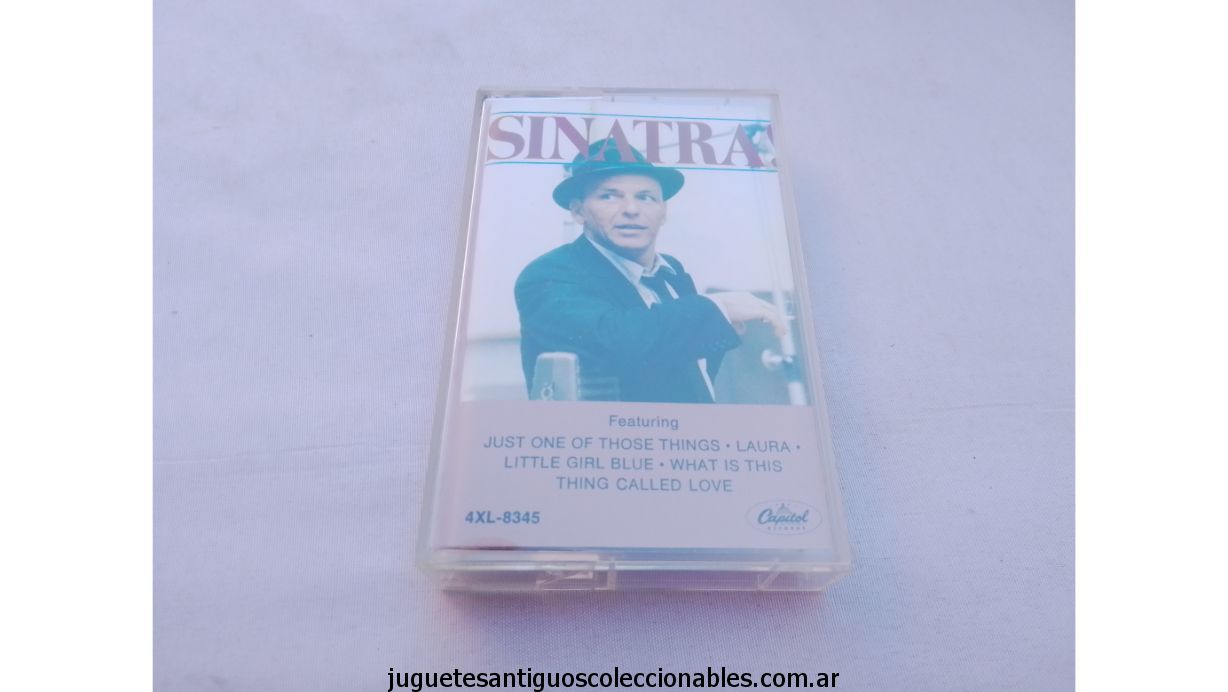 SINATRA!
Featuring
JUST ONE OF THOSE THINGS • LAURA •
LITTLE GIRL BLUE • WHAT IS THIS
THING CALLED LOVE
4XL-8345
Capitol
RECORDS
juguetesantiguoscoleccionables.com.ar